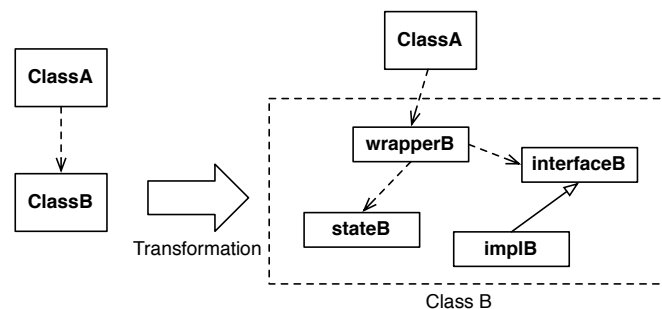 ClassA
ClassB
Transformation
ClassA
wrapperB
interfaceB
stateB
implB
Class B